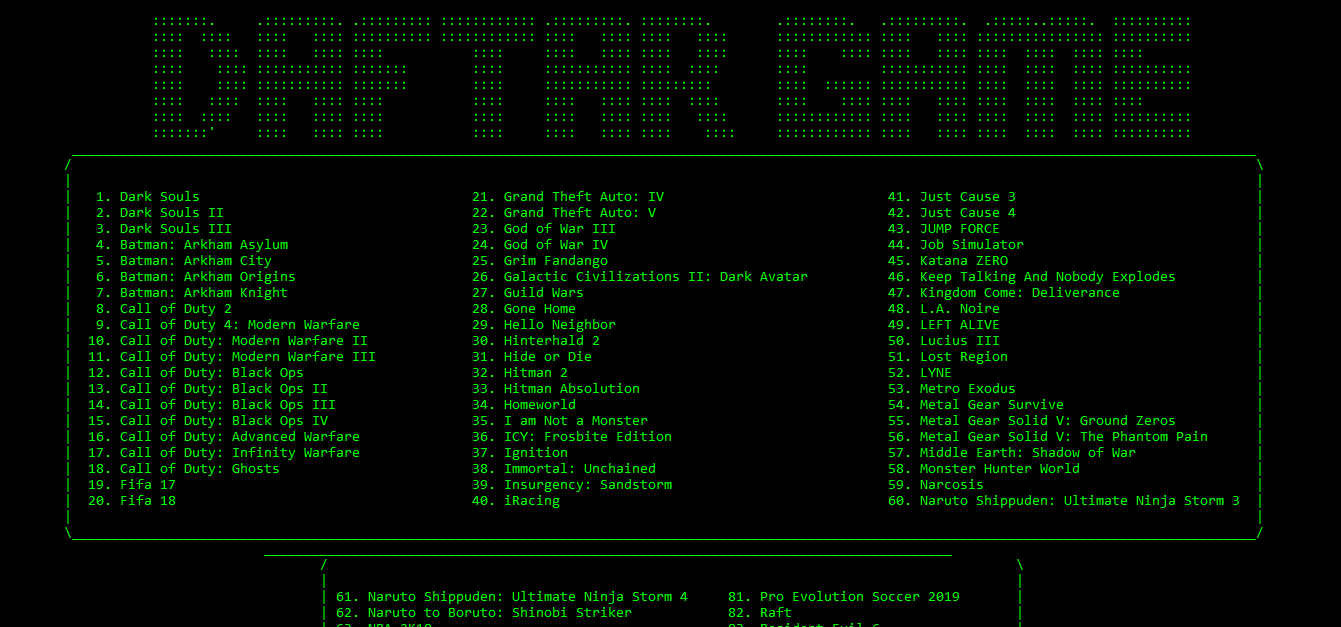 DAFTAR GAME
1. Dark Souls
2. Dark Souls II
3. Dark Souls III
4. Batman: Arkham Asylum
5. Batman: Arkham City
6. Batman: Arkham Origins
7. Batman: Arkham Knight
8. Call of Duty 2
9. Call of Duty 4: Modern Warfare
10. Call of Duty: Modern Warfare II
11. Call of Duty: Modern Warfare III
12. Call of Duty: Black Ops
13. Call of Duty: Black Ops II
14. Call of Duty: Black Ops III
15. Call of Duty: Black Ops IV
16. Call of Duty: Advanced Warfare
17. Call of Duty: Infinity Warfare
18. Call of Duty: Ghosts
19. Fifa 17
20. Fifa 18
21. Grand Theft Auto: IV
22. Grand Theft Auto: V
23. God of War III
24. God of War IV
25. Grim Fandango
26. Galactic Civilizations II: Dark Avatar
27. Guild Wars
28. Gone Home
29. Hello Neighbor
30. Hinterhald 2
31. Hide or Die
32. Hitman 2
33. Hitman Absolution
34. Homeworld
35. I am Not a Monster
36. ICY: Frosbite Edition
37. Ignition
38. Immortal: Unchained
39. Insurgency: Sandstorm
40. iRacing
41. Just Cause 3
42. Just Cause 4
43. JUMP FORCE
44. Job Simulator
45. Katana ZERO
46. Keep Talking And Nobody Explodes
47. Kingdom Come: Deliverance
48. L.A. Noire
49. LEFT ALIVE
50. Lucius III
51. Lost Region
52. LYNE
53. Metro Exodus
54. Metal Gear Survive
55. Metal Gear Solid V: Ground Zeros
56. Metal Gear Solid V: The Phantom Pain
57. Middle Earth: Shadow of War
58. Monster Hunter World
59. Narcosis
60. Naruto Shippuden: Ultimate Ninja Storm 3
61. Naruto Shippuden: Ultimate Ninja Storm 4
62. Naruto to Boruto: Shinobi Striker
81. Pro Evolution Soccer 2019
82. Raft